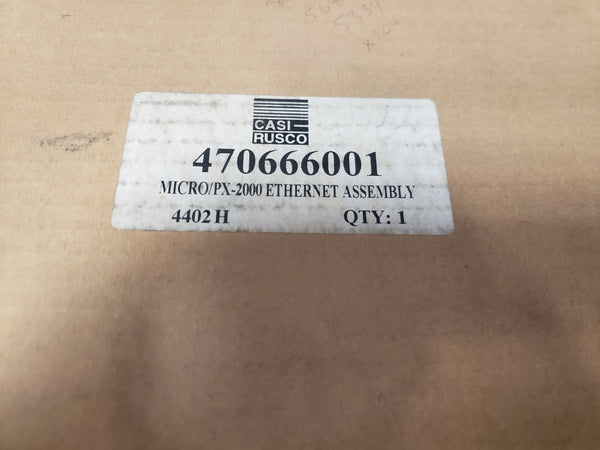 CASI-
RUSCO
470666001
MICRO/PX-2000 ETHERNET ASSEMBLY
4402 H QTY: 1